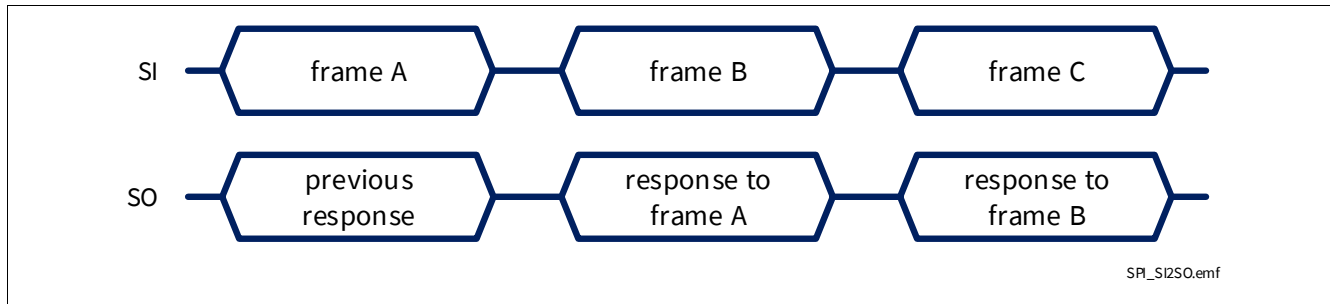 SI
frame A
frame B
frame C
SO
previous
response
response to
frame A
response to
frame B
SPI_SI2SO.emf